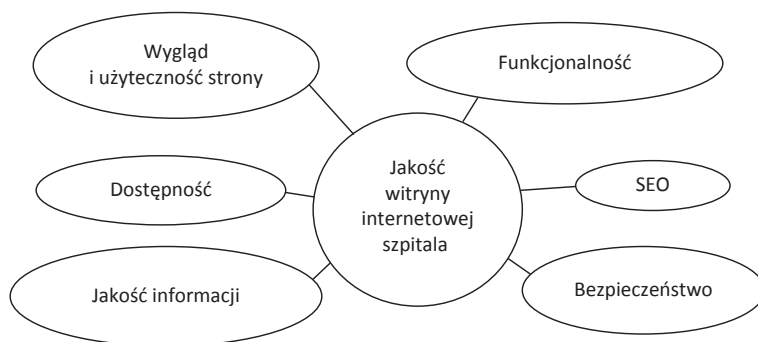 Wygląd
i użyteczność strony
Funkcjonalność
Dostępność
Jakość
witryny
internetowej
szpitala
SEO
Jakość informacji
Bezpieczeństwo